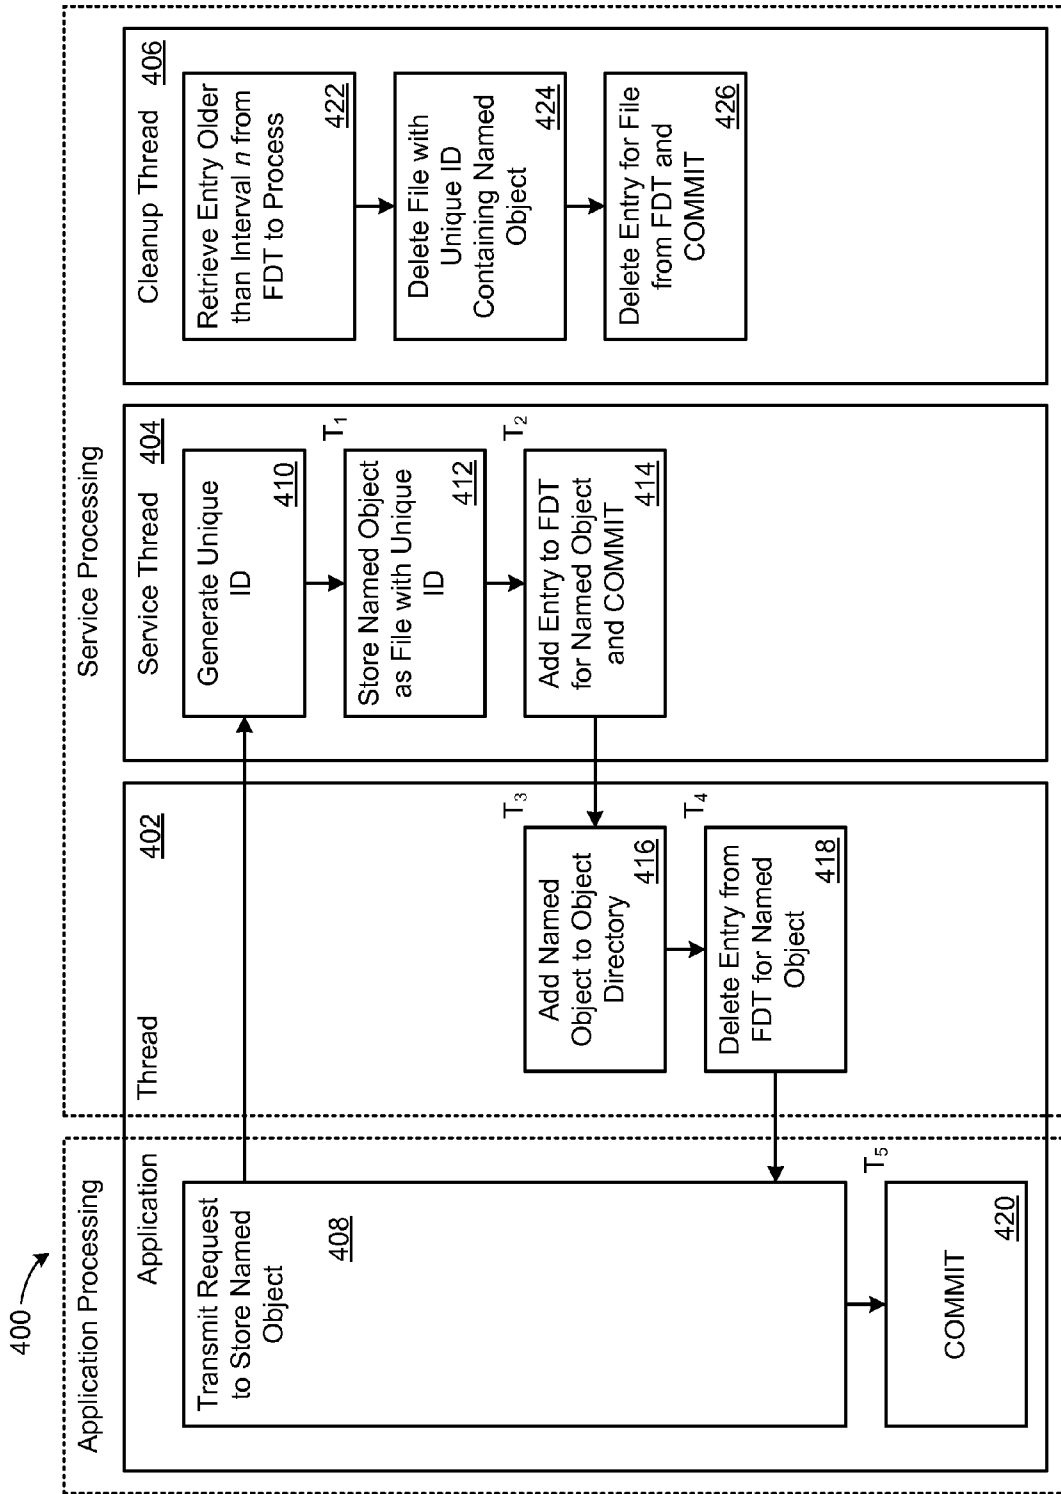 400
Application Processing
Service Processing
Application
Thread
402
Service Thread
404
Cleanup Thread
406
Transmit Request
to Store Named
Object
408
Generate Unique
ID
410
T1
Store Named Object
as File with Unique
ID
412
T2
Add Entry to FDT
for Named Object
and COMMIT
414
T3
Add Named
Object to Object
Directory
416
T4
Delete Entry from
FDT for Named
Object
418
T5
COMMIT
420
Retrieve Entry Older
than Interval n from
FDT to Process
422
Delete File with
Unique ID
Containing Named
Object
424
Delete Entry for File
from FDT and
COMMIT
426